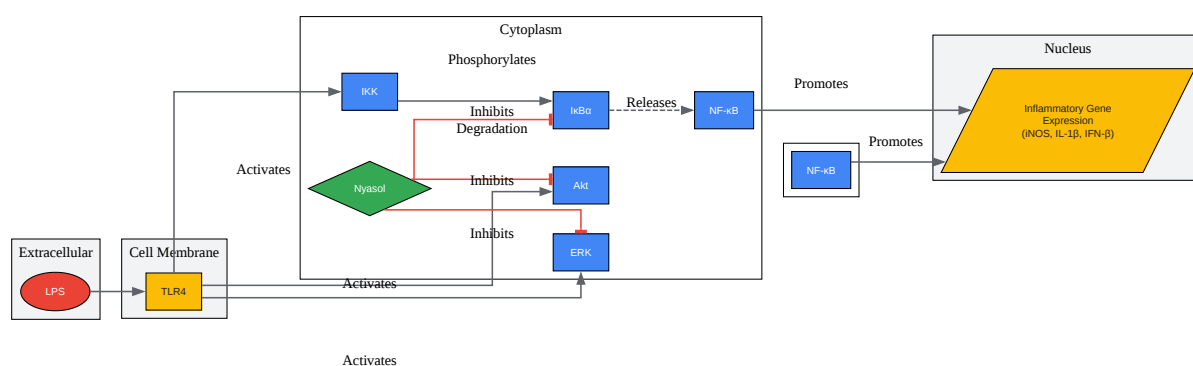 Cytoplasm
Nucleus
Phosphorylates
Promotes
IKK
IκBα
Releases
NF-κB
Inhibits
Degradation
Inflammatory Gene
Expression
(iNOS, IL-1β, IFN-β)
Promotes
NF-κB
Activates
Nyasol
Inhibits
Akt
Inhibits
ERK
Extracellular
Cell Membrane
LPS
TLR4
Activates
Activates